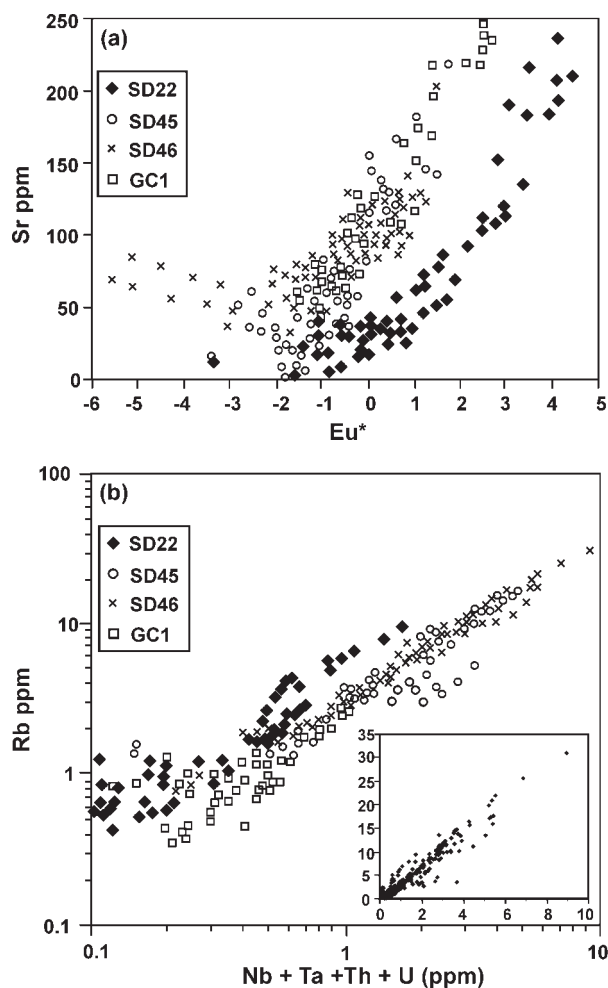 250
(a)
SD22
SD45
SD46
GC1
200
150
100
50
0
Sr ppm
-6 -5 -4 -3 -2 -1 0 1 2 3 4 5
Eu*
100
(b)
SD22
SD45
SD46
GC1
10
1
0.1
Rb ppm
35
30
25
20
15
10
5
0
0 2 4 6 8 10
0.1 1 10
Nb + Ta +Th + U (ppm)